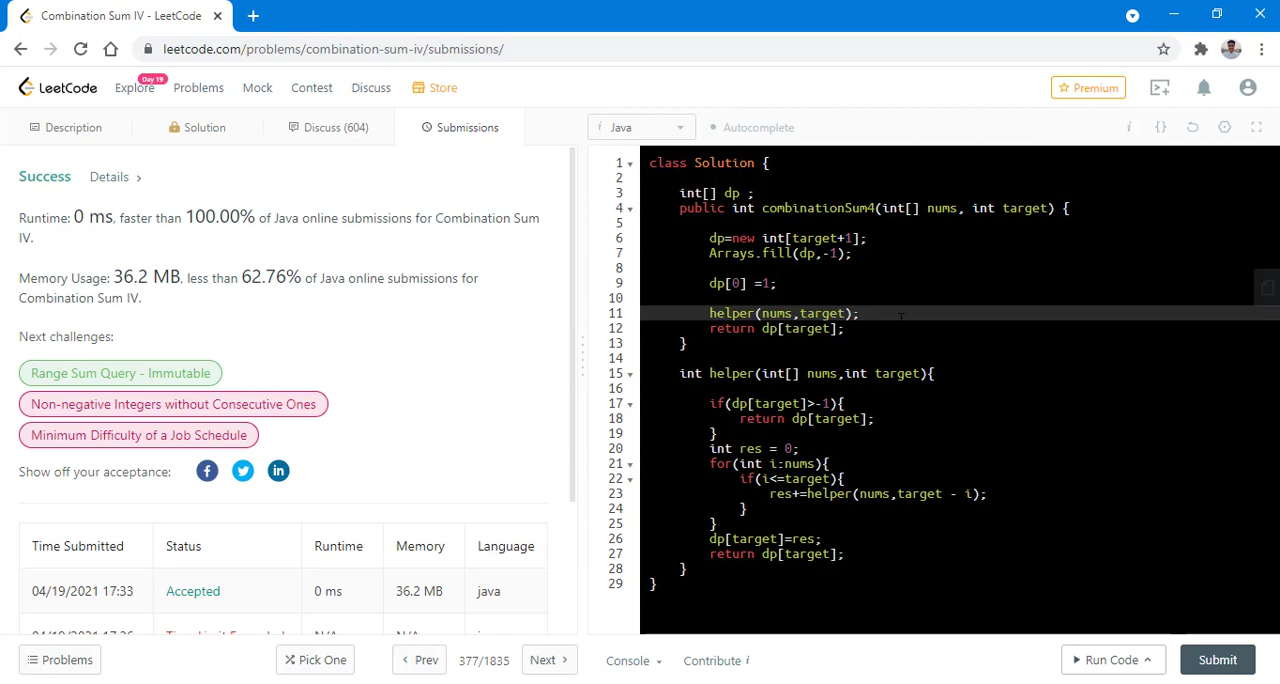 Combination Sum IV - LeetCode
leetcode.com/problems/combination-sum-iv/submissions/
LeetCode
Explore
Day 19
Problems
Mock
Contest
Discuss
Store
Premium
Description
Solution
Discuss (604)
Submissions
i Java
Autocomplete
Success
Details
Runtime: 0 ms, faster than 100.00% of Java online submissions for Combination Sum
IV.
Memory Usage: 36.2 MB, less than 62.76% of Java online submissions for
Combination Sum IV.
Next challenges:
Range Sum Query - Immutable
Non-negative Integers without Consecutive Ones
Minimum Difficulty of a Job Schedule
Show off your acceptance:
Time Submitted Status Runtime Memory Language
04/19/2021 17:33 Accepted 0 ms 36.2 MB java
1 class Solution {
2
3 int[] dp ;
4 public int combinationSum4(int[] nums, int target) {
5
6 dp=new int[target+1];
7 Arrays.fill(dp,-1);
8
9 dp[0] =1;
10
11 helper(nums,target);
12 return dp[target];
13 }
14
15 int helper(int[] nums,int target){
16
17 if(dp[target]>-1){
18 return dp[target];
19 }
20 int res = 0;
21 for(int i:nums){
22 if(i<=target){
23 res+=helper(nums,target - i);
24 }
25 }
26 dp[target]=res;
27 return dp[target];
28 }
29 }
Problems
Pick One
Prev
377/1835
Next
Console
Contribute i
Run Code
Submit